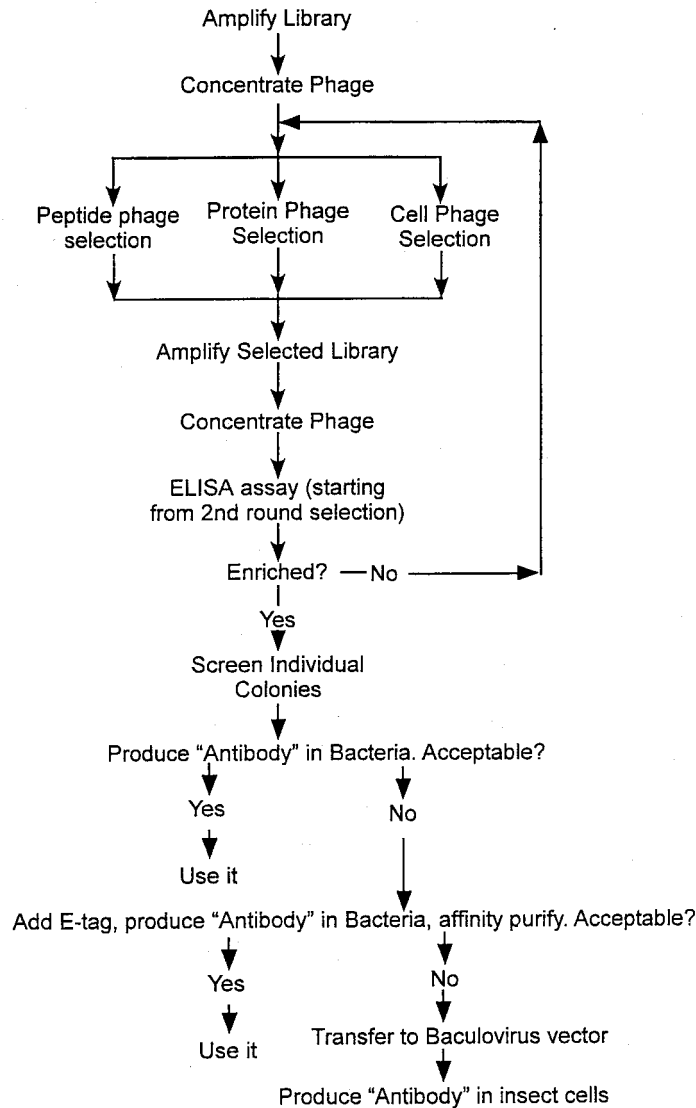 Amplify Library
Concentrate Phage
Peptide phage
selection
Protein Phage
Selection
Cell Phage
Selection
Amplify Selected Library
Concentrate Phage
ELISA assay (starting
from 2nd round selection)
Enriched? — No
Yes
Screen Individual
Colonies
Produce “Antibody” in Bacteria. Acceptable?
Yes
No
Use it
Add E-tag, produce “Antibody” in Bacteria, affinity purify. Acceptable?
Yes
No
Use it
Transfer to Baculovirus vector
Produce “Antibody” in insect cells